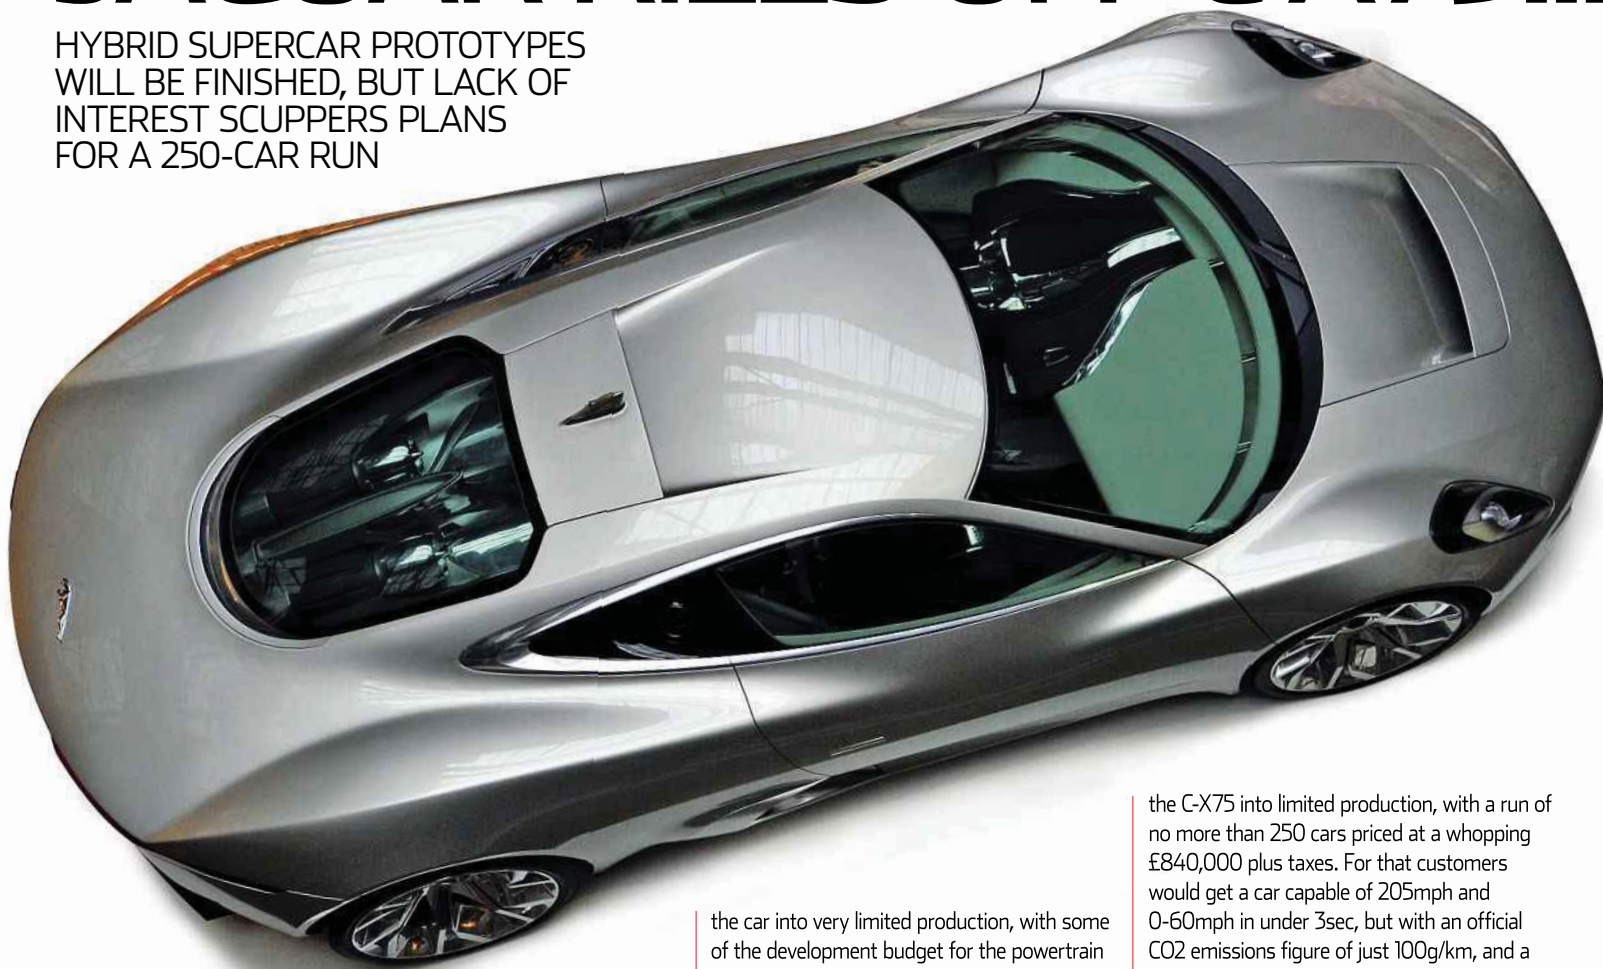 HYBRID SUPERCAR PROTOTYPES
WILL BE FINISHED, BUT LACK OF
INTEREST SCUPPERS PLANS
FOR A 250-CAR RUN
the car into very limited production, with some
of the development budget for the powertrain
the C-X75 into limited production, with a run of
no more than 250 cars priced at a whopping
£840,000 plus taxes. For that customers
would get a car capable of 205mph and
0-60mph in under 3sec, but with an official
CO2 emissions figure of just 100g/km, and a